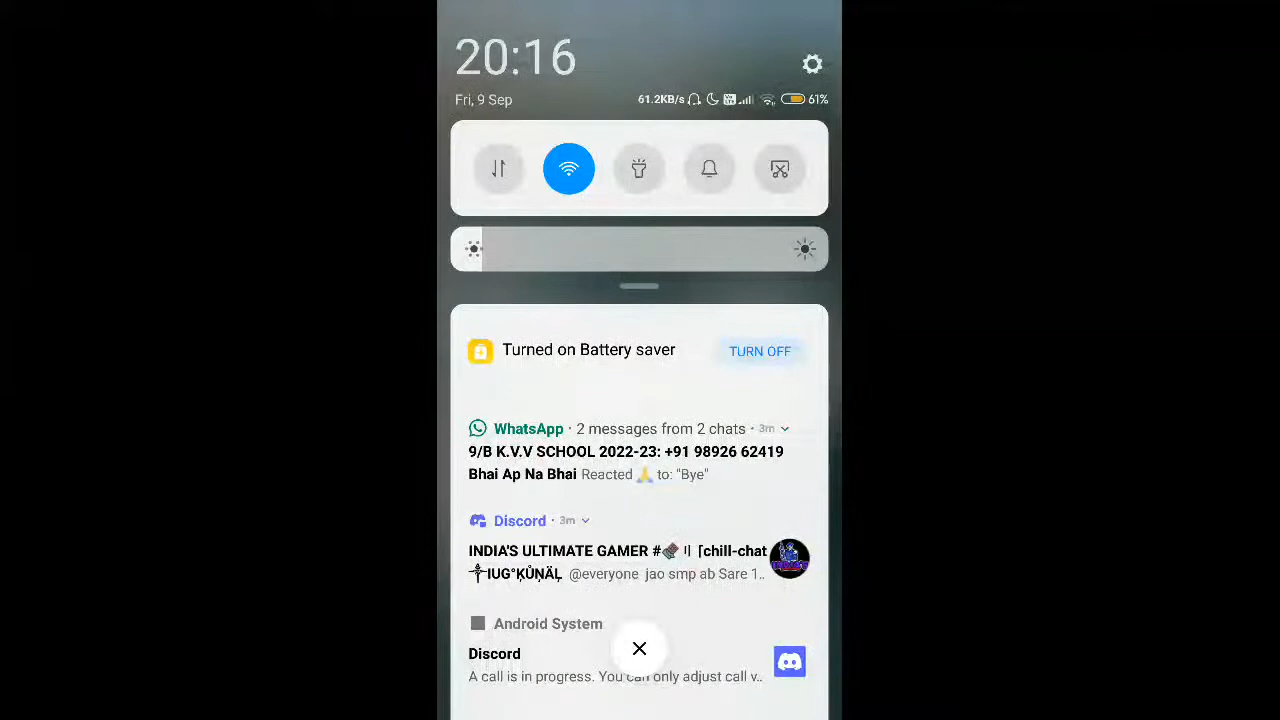 20:16
Fri, 9 Sep
61.2KB/s
61%
Turned on Battery saver
TURN OFF
WhatsApp · 2 messages from 2 chats · 3m
9/B K.V.V SCHOOL 2022-23: +91 98926 62419
Bhai Ap Na Bhai Reacted 🙏 to: "Bye"
Discord · 3m
INDIA'S ULTIMATE GAMER #🍫〢⌈chill-chat
IUG°ĶŮŅÄĻ @everyone jao smp ab Sare 1..
Android System
Discord
A call is in progress. You can only adjust call v..